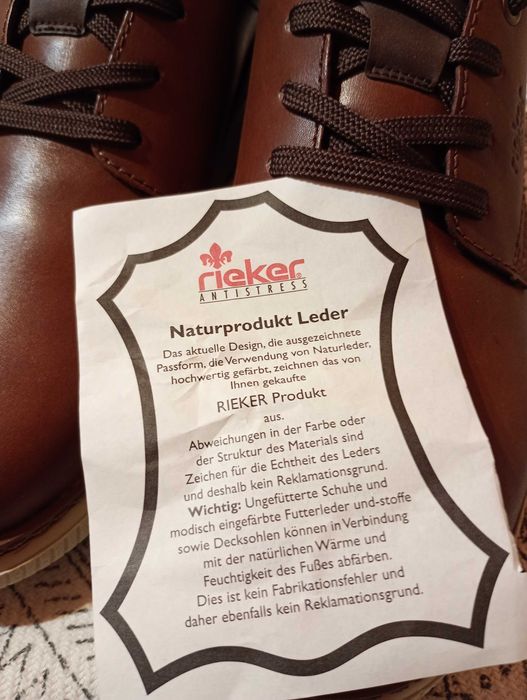 rieker
ANTISTRESS
Naturprodukt Leder
Das aktuelle Design, die ausgezeichnete
Passform, die Verwendung von Naturleder,
hochwertig gefärbt, zeichnen das von
Ihnen gekaufte
RIEKER Produkt
aus.
Abweichungen in der Farbe oder
der Struktur des Materials sind
Zeichen für die Echtheit des Leders
und deshalb kein Reklamationsgrund.
Wichtig: Ungefütterte Schuhe und
modisch eingefärbte Futterleder und-stoffe
sowie Decksohlen können in Verbindung
mit der natürlichen Wärme und
Feuchtigkeit des Fußes abfärben.
Dies ist kein Fabrikationsfehler und
daher ebenfalls kein Reklamationsgrund.